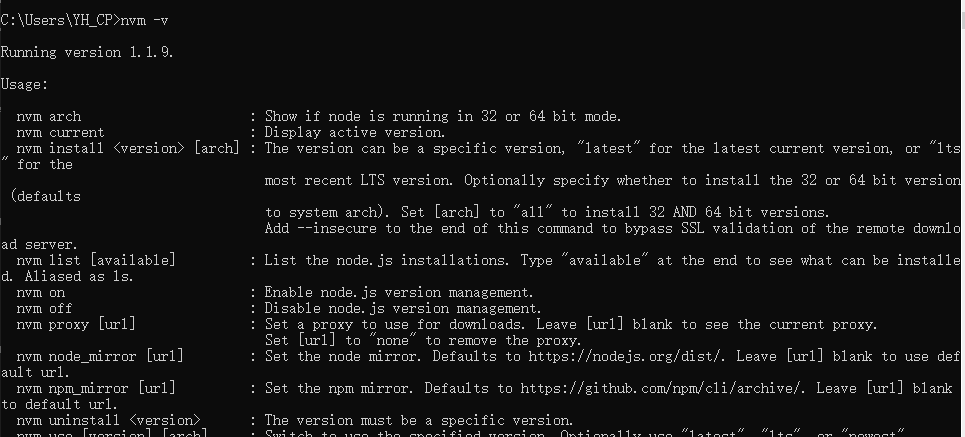 C:\Users\YH_CP>nvm -v
Running version 1.1.9.
Usage:
nvm arch : Show if node is running in 32 or 64 bit mode.
nvm current : Display active version.
nvm install <version> [arch] : The version can be a specific version, "latest" for the latest current version, or "lts
" for the
most recent LTS version. Optionally specify whether to install the 32 or 64 bit version
(defaults
to system arch). Set [arch] to "all" to install 32 AND 64 bit versions.
Add --insecure to the end of this command to bypass SSL validation of the remote downlo
ad server.
nvm list [available] : List the node.js installations. Type "available" at the end to see what can be installe
d. Aliased as ls.
nvm on : Enable node.js version management.
nvm off : Disable node.js version management.
nvm proxy [url] : Set a proxy to use for downloads. Leave [url] blank to see the current proxy.
Set [url] to "none" to remove the proxy.
nvm node_mirror [url] : Set the node mirror. Defaults to https://nodejs.org/dist/. Leave [url] blank to use def
ault url.
nvm npm_mirror [url] : Set the npm mirror. Defaults to https://github.com/npm/cli/archive/. Leave [url] blank
to default url.
nvm uninstall <version> : The version must be a specific version.
nvm use [version] [arch] : Switch to use the specified version. Optionally use "latest", "lts", or "newest".